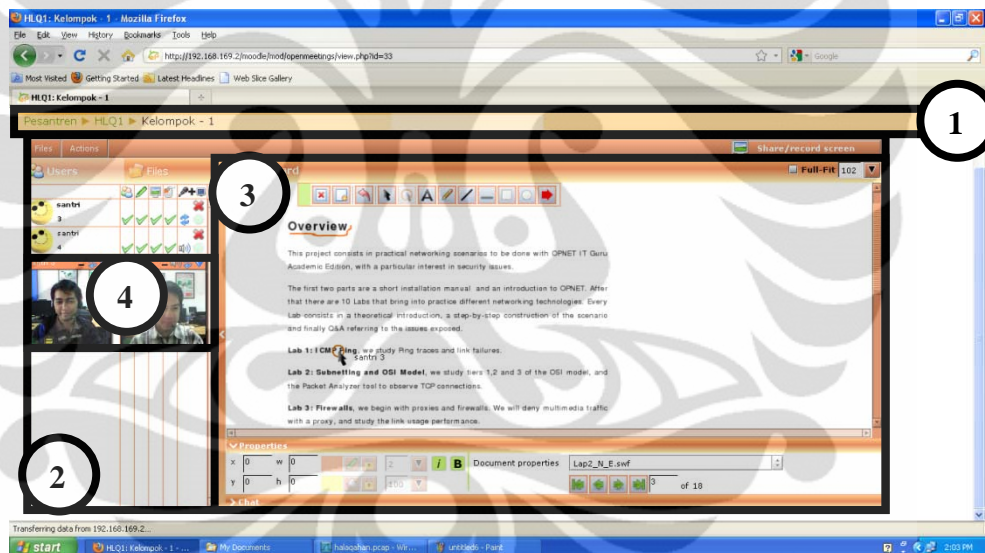 HLQ1: Kelompok - 1 - Mozilla Firefox
File Edit View History Bookmarks Tools Help
http://192.168.169.2/moodle/mod/openmeetings/view.php?id=33
Google
Most Visited Getting Started Latest Headlines Web Slice Gallery
HLQ1: Kelompok - 1
Pesantren ► HLQ1 ► Kelompok - 1
1
Files Actions Share/record screen
Users Files
3
Full-Fit 102
santri
3
santri
4
4
Overview
This project consists in practical networking scenarios to be done with OPNET IT Guru
Academic Edition, with a particular interest in security issues.
The first two parts are a short installation manual and an introduction to OPNET. After
that there are 10 Labs that bring into practice different networking technologies. Every
Lab consists in a theoretical introduction, a step-by-step construction of the scenario
and finally Q&A referring to the issues exposed.
Lab 1: ICMP Ping, we study Ping traces and link failures.
santri 3
Lab 2: Subnetting and OSI Model, we study tiers 1,2 and 3 of the OSI model, and
the Packet Analyzer tool to observe TCP connections.
Lab 3: Firewalls, we begin with proxies and firewalls. We will deny multimedia traffic
with a proxy, and study the link usage performance.
2
Properties
x 0 w 0 2 i B Document properties Lap2_N_E.swf
y 0 h 0 100 3 of 18
Chat
Transferring data from 192.168.169.2...
start HLQ1: Kelompok - 1 - ... My Documents halaqahan.pcap - Wir... untitled6 - Paint 2:03 PM